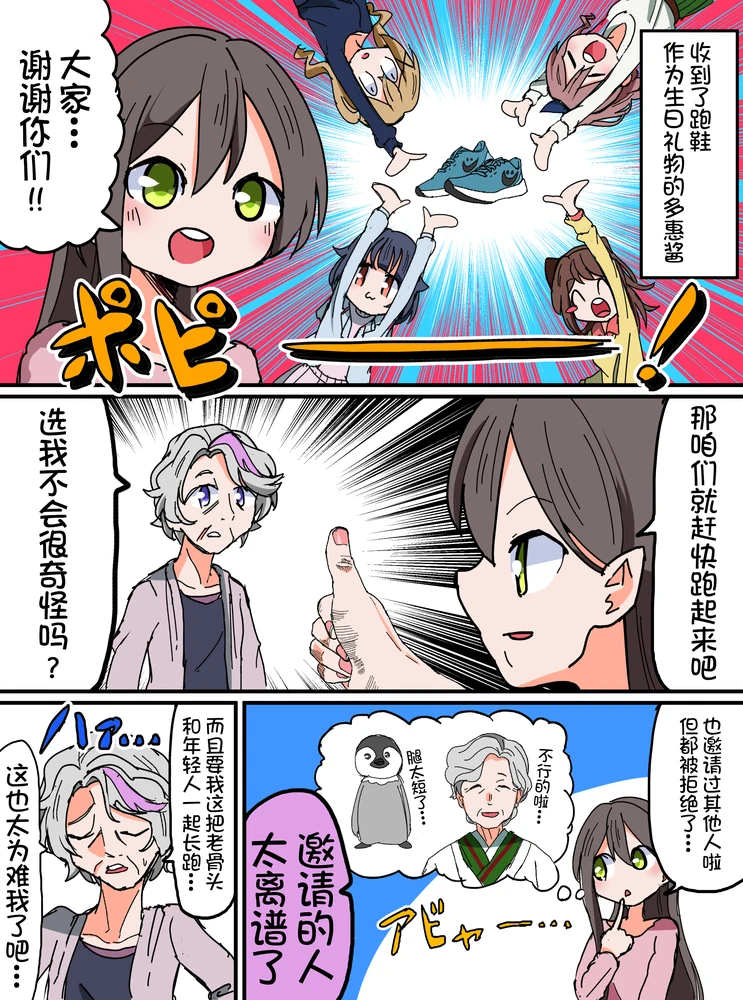 收到了跑鞋
作为生日礼物的多惠酱
大家…
谢谢你们!!
ポピー!
那咱们就赶快跑起来吧
选我不会很奇怪吗?
也邀请过其他人啦
但都被拒绝了…
不行的啦…
腿太短了…
アビャー…
邀请的人
太离谱了
而且要我这把老骨头
和年轻人一起长跑…
ハァ…
这也太为难我了吧…